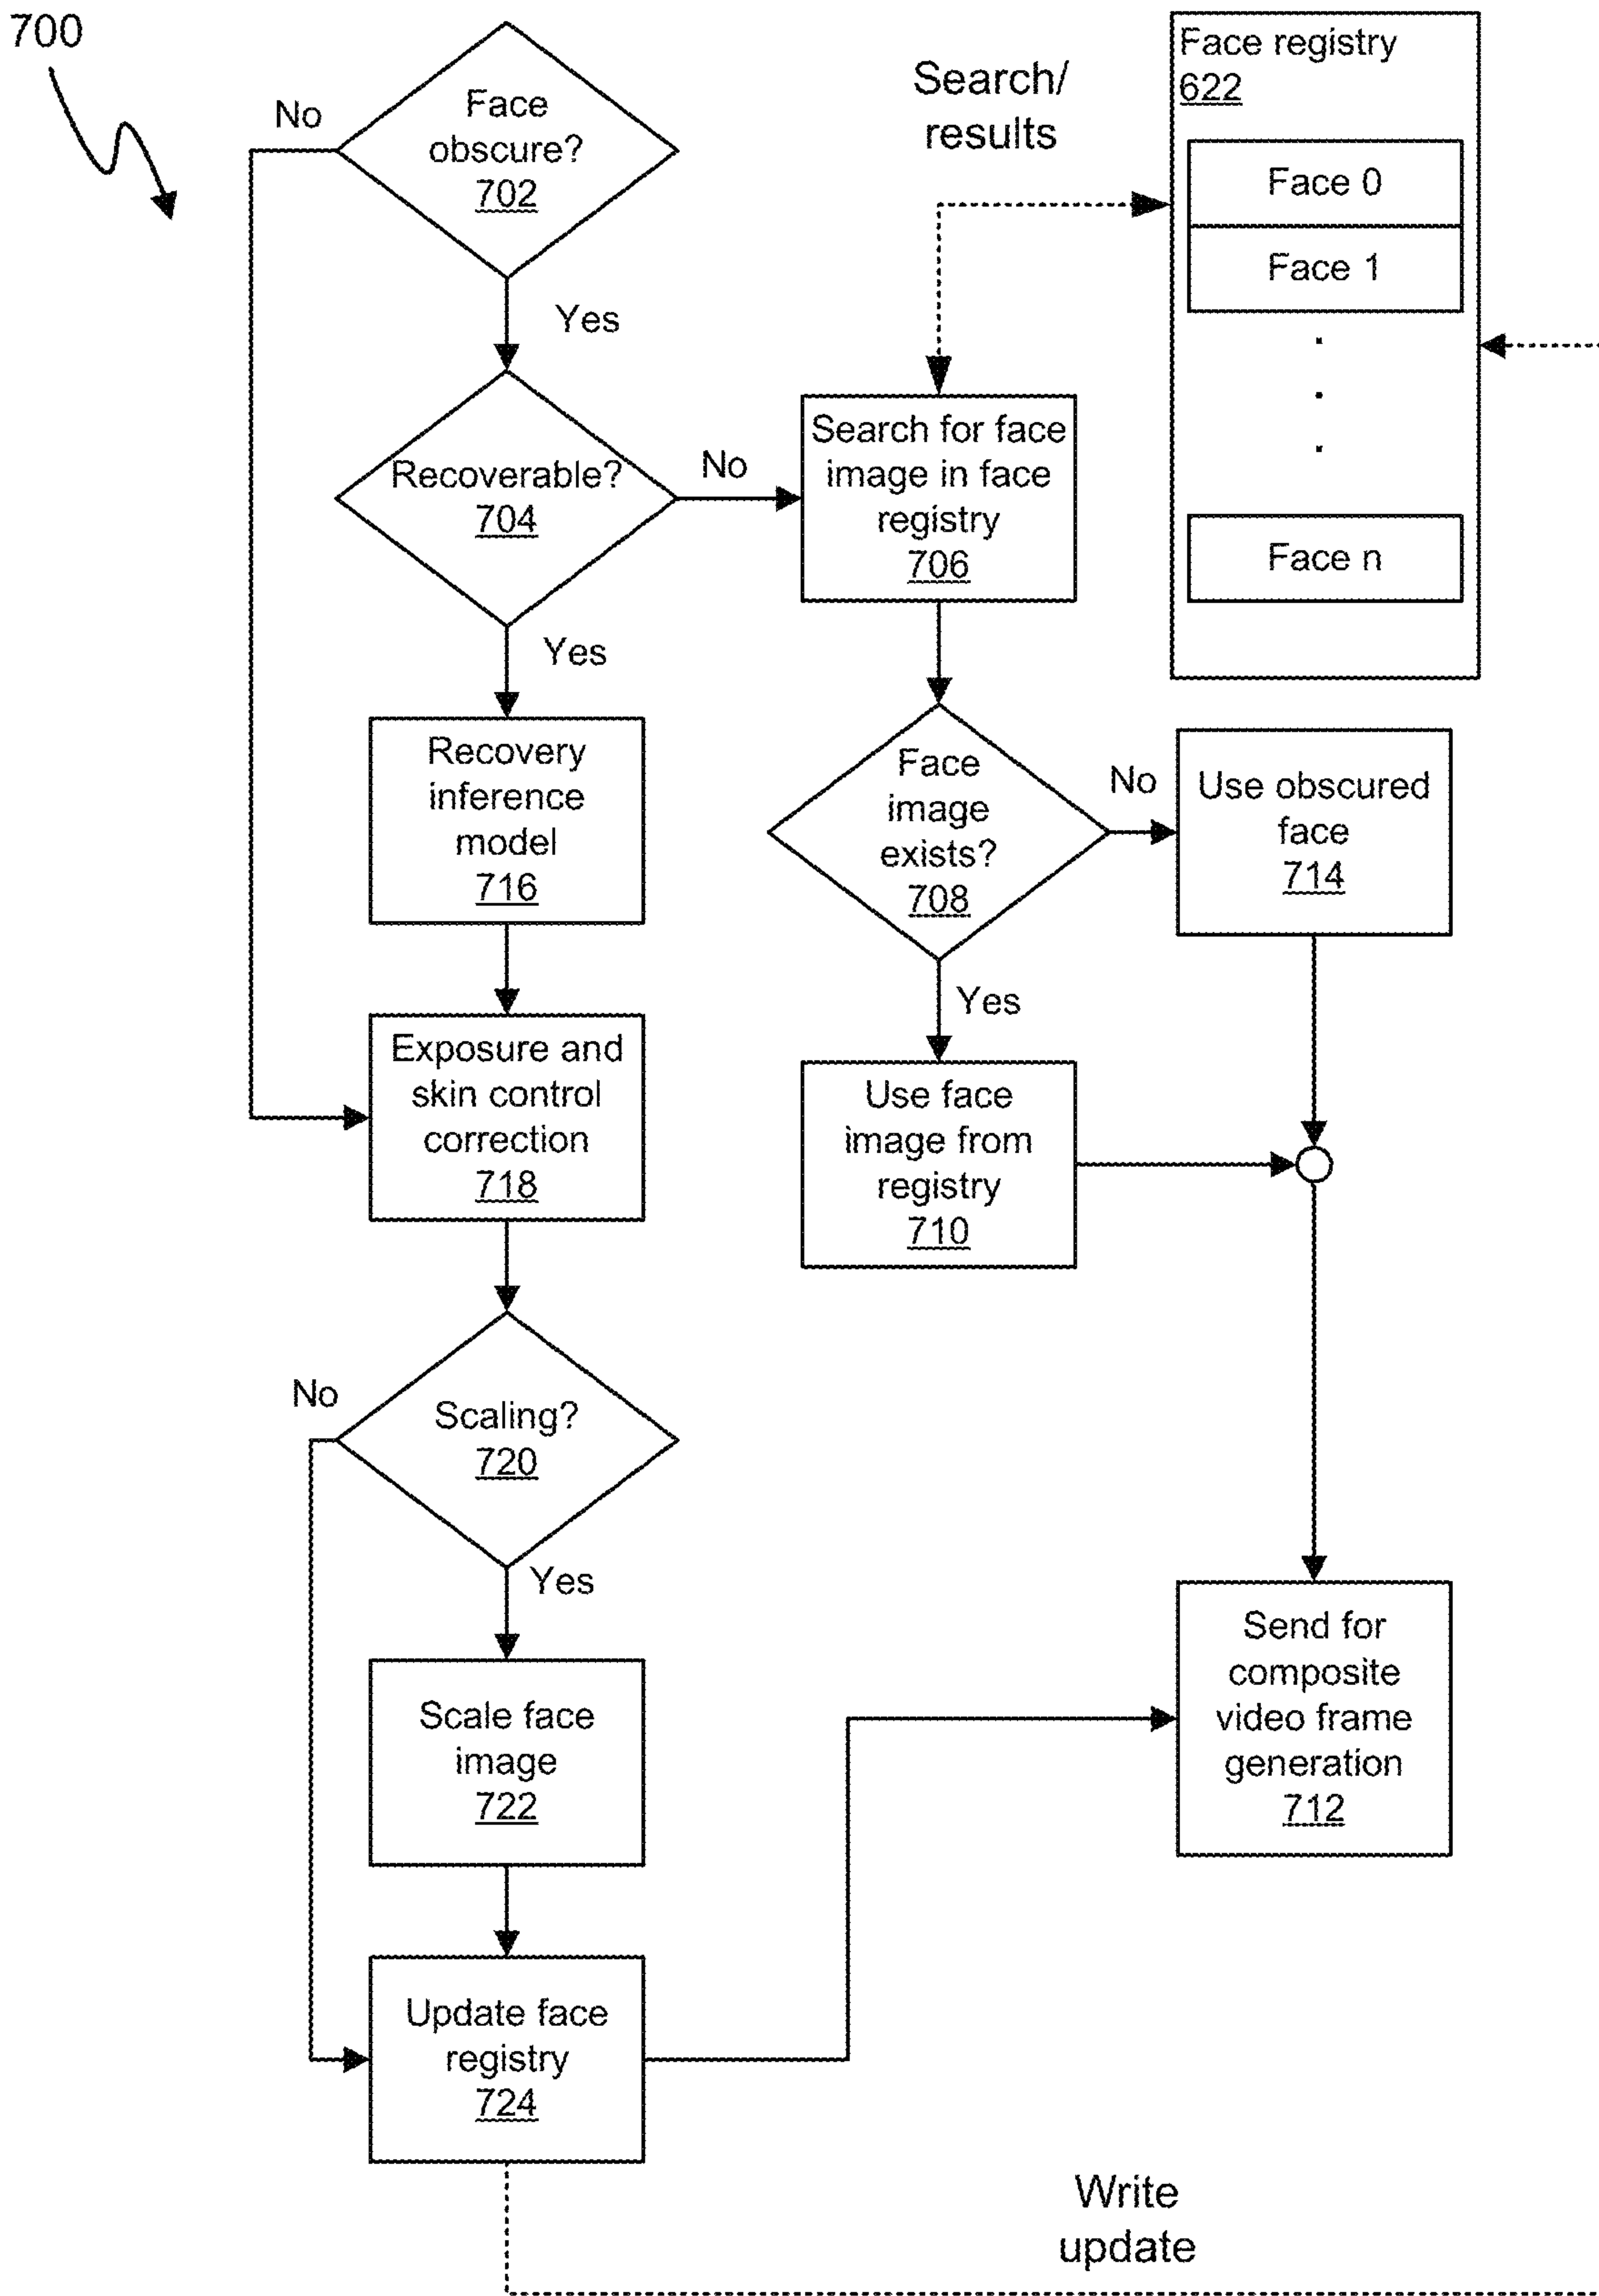 700
No
Face
obscure?
702
Yes
Search/
results
Face registry
622
Face 0
Face 1
.
.
.
Face n
Recoverable?
704
No
Search for face
image in face
registry
706
Yes
Recovery
inference
model
716
Face
image
exists?
708
No
Use obscured
face
714
Yes
Exposure and
skin control
correction
718
Use face
image from
registry
710
Scaling?
720
No
Yes
Scale face
image
722
Send for
composite
video frame
generation
712
Update face
registry
724
Write
update